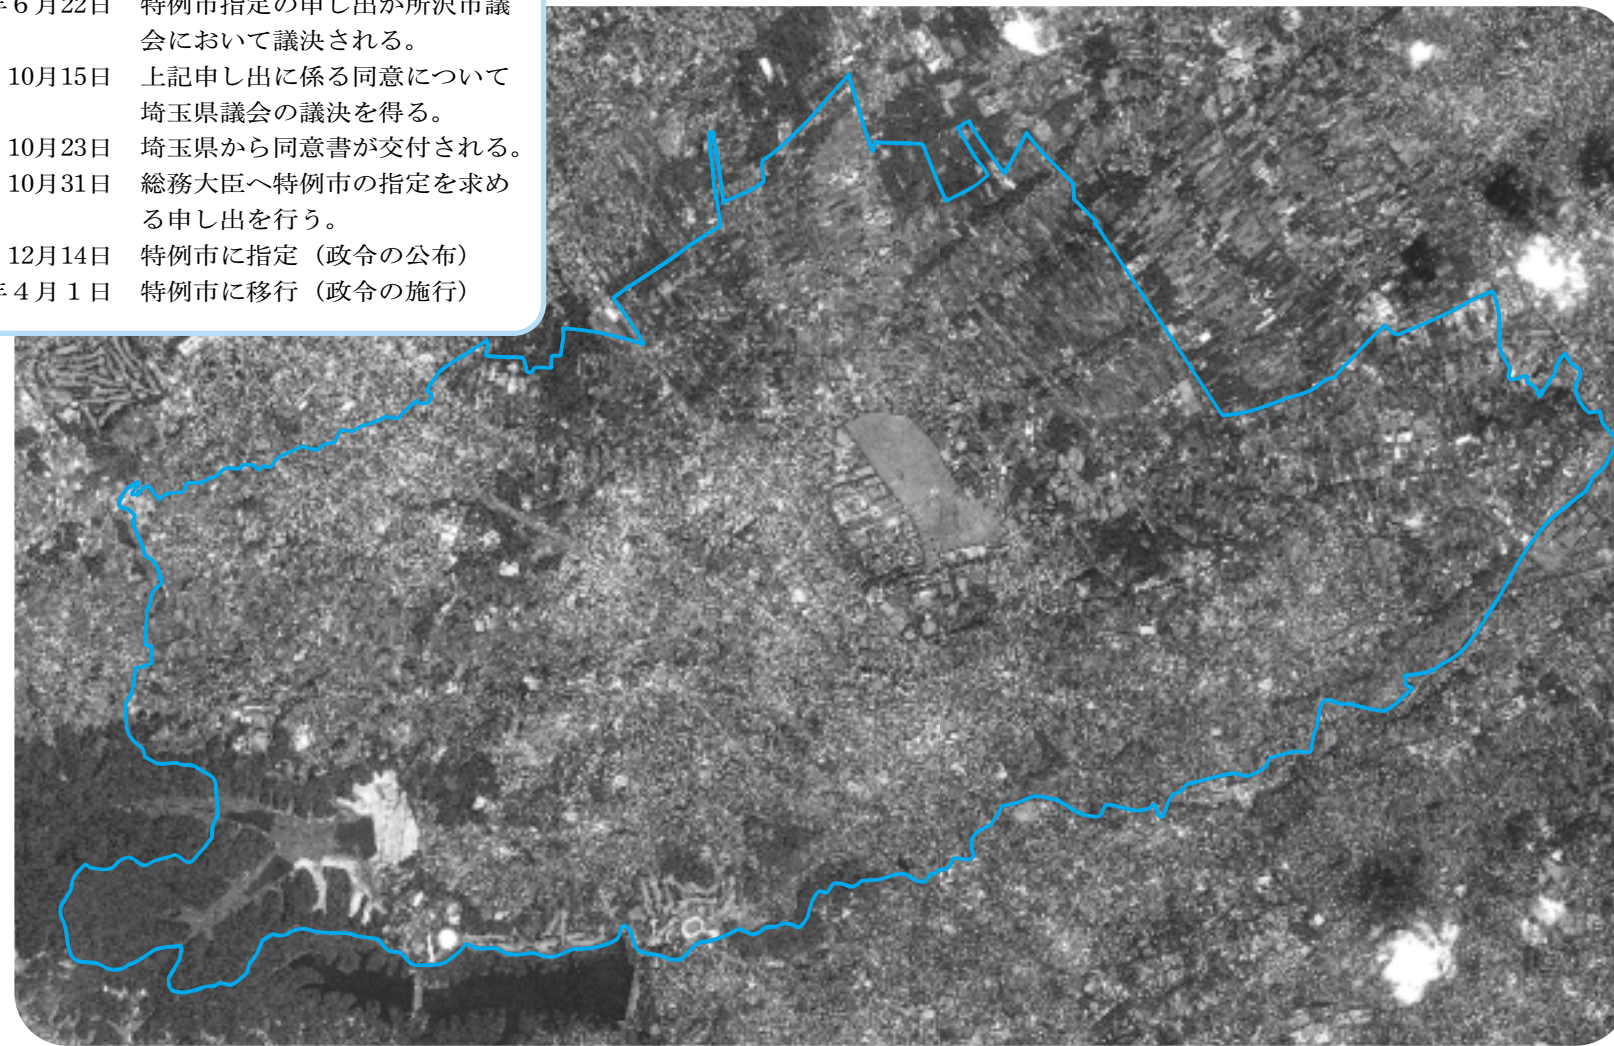 年６月22日　特例市指定の申し出が所沢市議
会において議決される。
10月15日　上記申し出に係る同意について
埼玉県議会の議決を得る。
10月23日　埼玉県から同意書が交付される。
10月31日　総務大臣へ特例市の指定を求め
る申し出を行う。
12月14日　特例市に指定（政令の公布）
年４月１日　特例市に移行（政令の施行）